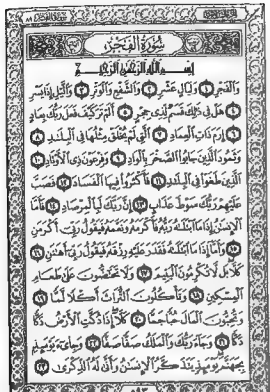 سُورَةُ الْفَجْرِ
بِسْمِ اللَّهِ الرَّحْمَٰنِ الرَّحِيمِ
وَالْفَجْرِ ١ وَلَيَالٍ عَشْرٍ ٢ وَالشَّفْعِ وَالْوَتْرِ ٣ وَاللَّيْلِ إِذَا يَسْرِ
٤ هَلْ فِي ذَٰلِكَ قَسَمٌ لِّذِي حِجْرٍ ٥ أَلَمْ تَرَ كَيْفَ فَعَلَ رَبُّكَ بِعَادٍ
٦ إِرَمَ ذَاتِ الْعِمَادِ ٧ الَّتِي لَمْ يُخْلَقْ مِثْلُهَا فِي الْبِلَادِ ٨
وَثَمُودَ الَّذِينَ جَابُوا الصَّخْرَ بِالْوَادِ ٩ وَفِرْعَوْنَ ذِي الْأَوْتَادِ ١٠
الَّذِينَ طَغَوْا فِي الْبِلَادِ ١١ فَأَكْثَرُوا فِيهَا الْفَسَادَ ١٢ فَصَبَّ
عَلَيْهِمْ رَبُّكَ سَوْطَ عَذَابٍ ١٣ إِنَّ رَبَّكَ لَبِالْمِرْصَادِ ١٤ فَأَمَّا
الْإِنسَانُ إِذَا مَا ابْتَلَاهُ رَبُّهُ فَأَكْرَمَهُ وَنَعَّمَهُ فَيَقُولُ رَبِّي أَكْرَمَنِ
١٥ وَأَمَّا إِذَا مَا ابْتَلَاهُ فَقَدَرَ عَلَيْهِ رِزْقَهُ فَيَقُولُ رَبِّي أَهَانَنِ ١٦
كَلَّا بَل لَّا تُكْرِمُونَ الْيَتِيمَ ١٧ وَلَا تَحَاضُّونَ عَلَىٰ طَعَامِ
الْمِسْكِينِ ١٨ وَتَأْكُلُونَ التُّرَاثَ أَكْلًا لَّمًّا ١٩
وَتُحِبُّونَ الْمَالَ حُبًّا جَمًّا ٢٠ كَلَّا إِذَا دُكَّتِ الْأَرْضُ دَكًّا
دَكًّا ٢١ وَجَاءَ رَبُّكَ وَالْمَلَكُ صَفًّا صَفًّا ٢٢ وَجِيءَ يَوْمَئِذٍ
بِجَهَنَّمَ يَوْمَئِذٍ يَتَذَكَّرُ الْإِنسَانُ وَأَنَّىٰ لَهُ الذِّكْرَىٰ ٢٣